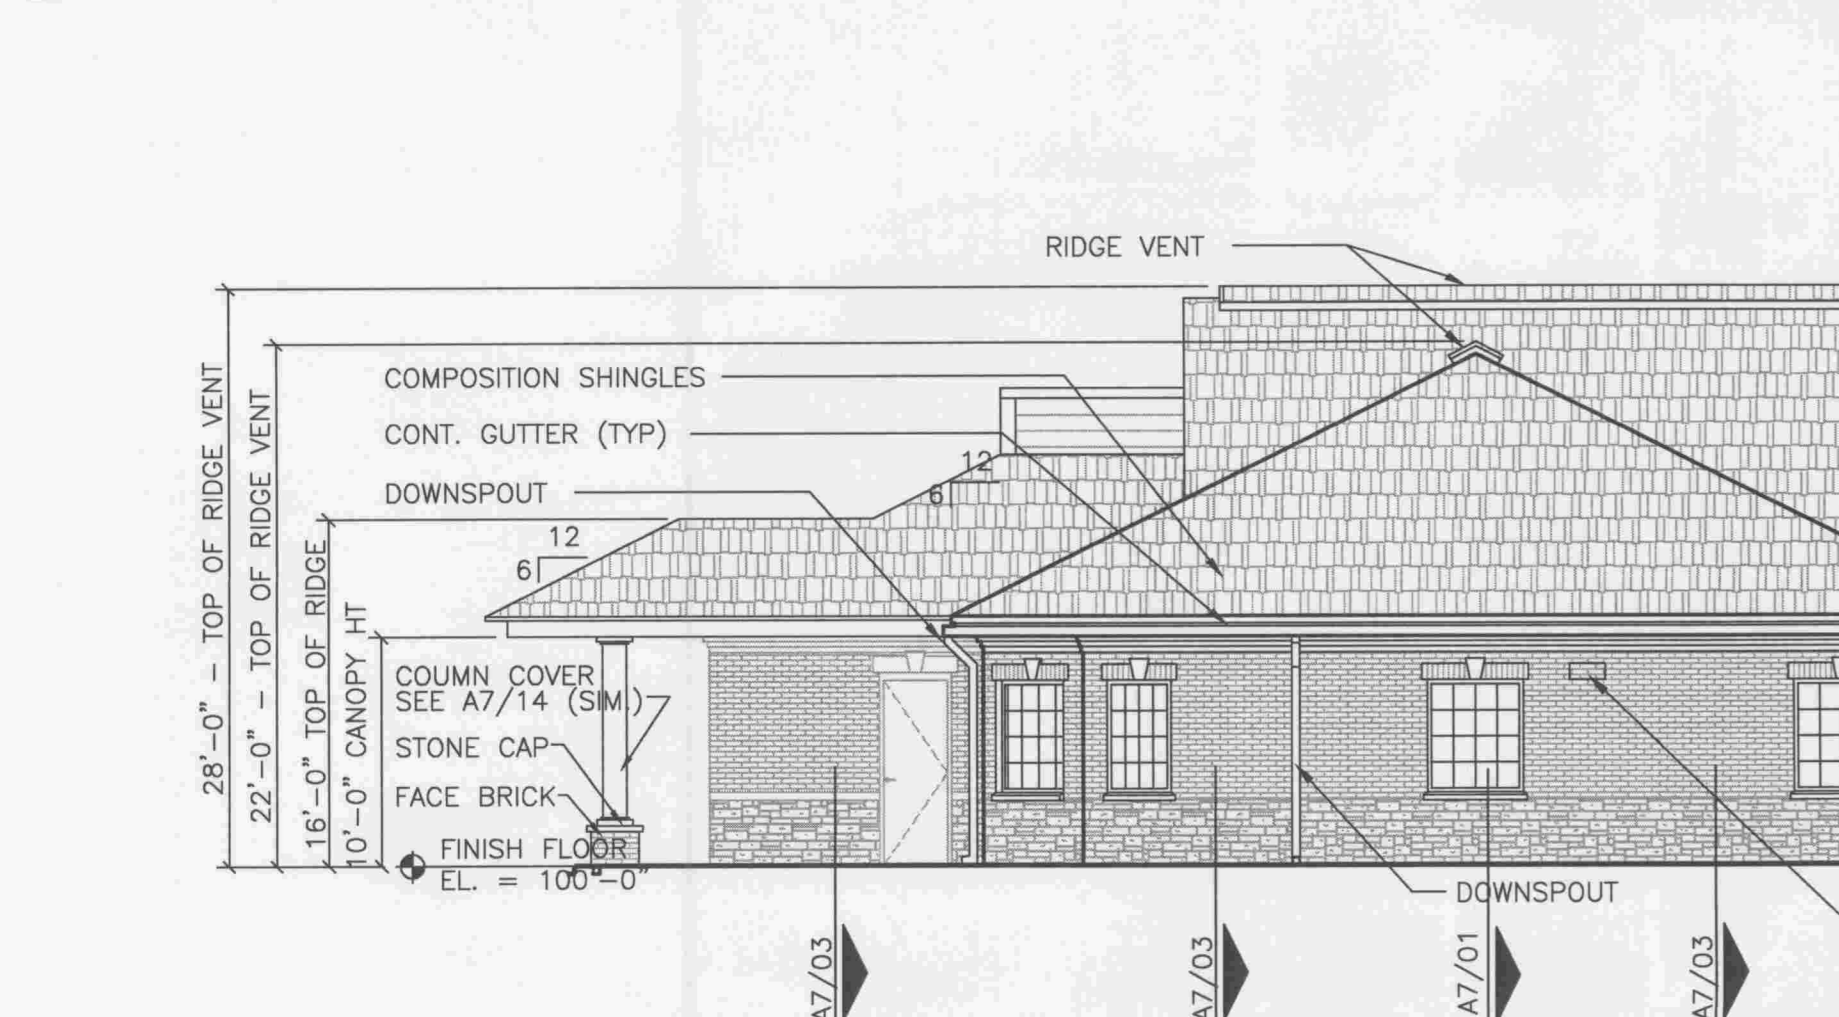 RIDGE VENT
COMPOSITION SHINGLES
CONT. GUTTER (TYP)
12
6
DOWNSPOUT
12
6
28'-0" - TOP OF RIDGE VENT
22'-0" - TOP OF RIDGE VENT
16'-0" TOP OF RIDGE
10'-0" CANOPY HT
COUMN COVER
SEE A7/14 (SIM.)
STONE CAP
FACE BRICK
FINISH FLOOR
EL. = 100'-0"
DOWNSPOUT
A7/03
A7/03
A7/01
A7/03